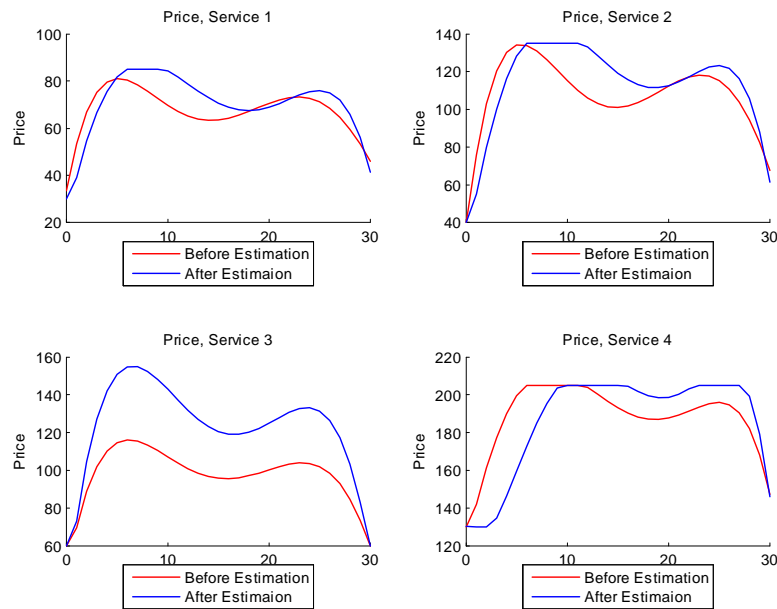 Price, Service 1
100
80
60
40
20
Price
0
10
20
30
Before Estimation
After Estimaion
Price, Service 2
140
120
100
80
60
40
Price
0
10
20
30
Before Estimation
After Estimaion
Price, Service 3
160
140
120
100
80
60
Price
0
10
20
30
Before Estimation
After Estimaion
Price, Service 4
220
200
180
160
140
120
Price
0
10
20
30
Before Estimation
After Estimaion